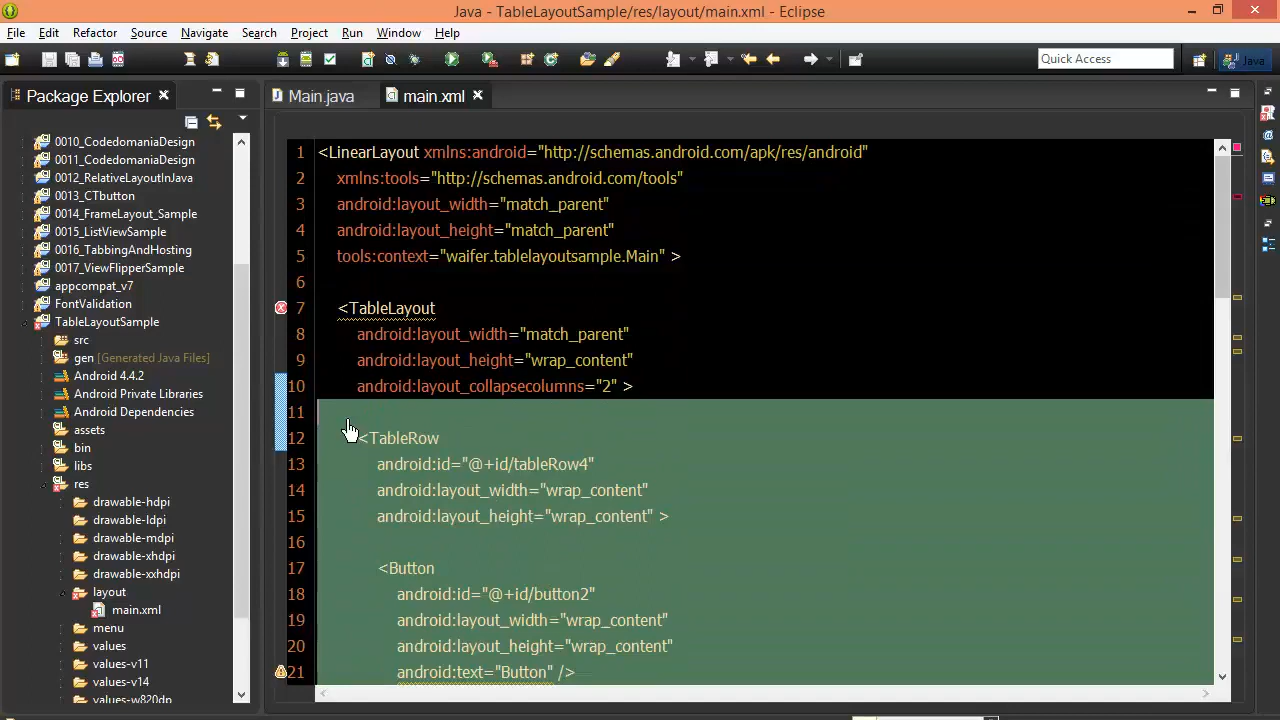 Java - TableLayoutSample/res/layout/main.xml - Eclipse
File Edit Refactor Source Navigate Search Project Run Window Help
Quick Access
Java
Package Explorer
Main.java
main.xml
0010_CodedomaniaDesign
0011_CodedomaniaDesign
0012_RelativeLayoutInJava
0013_CTbutton
0014_FrameLayout_Sample
0015_ListViewSample
0016_TabbingAndHosting
0017_ViewFlipperSample
appcompat_v7
FontValidation
TableLayoutSample
src
gen [Generated Java Files]
Android 4.4.2
Android Private Libraries
Android Dependencies
assets
bin
libs
res
drawable-hdpi
drawable-ldpi
drawable-mdpi
drawable-xhdpi
drawable-xxhdpi
layout
main.xml
menu
values
values-v11
values-v14
values-w820dp
1 <LinearLayout xmlns:android="http://schemas.android.com/apk/res/android"
2 xmlns:tools="http://schemas.android.com/tools"
3 android:layout_width="match_parent"
4 android:layout_height="match_parent"
5 tools:context="waifer.tablelayoutsample.Main" >
6
7 <TableLayout
8 android:layout_width="match_parent"
9 android:layout_height="wrap_content"
10 android:layout_collapsecolumns="2" >
11
12 <TableRow
13 android:id="@+id/tableRow4"
14 android:layout_width="wrap_content"
15 android:layout_height="wrap_content" >
16
17 <Button
18 android:id="@+id/button2"
19 android:layout_width="wrap_content"
20 android:layout_height="wrap_content"
21 android:text="Button" />